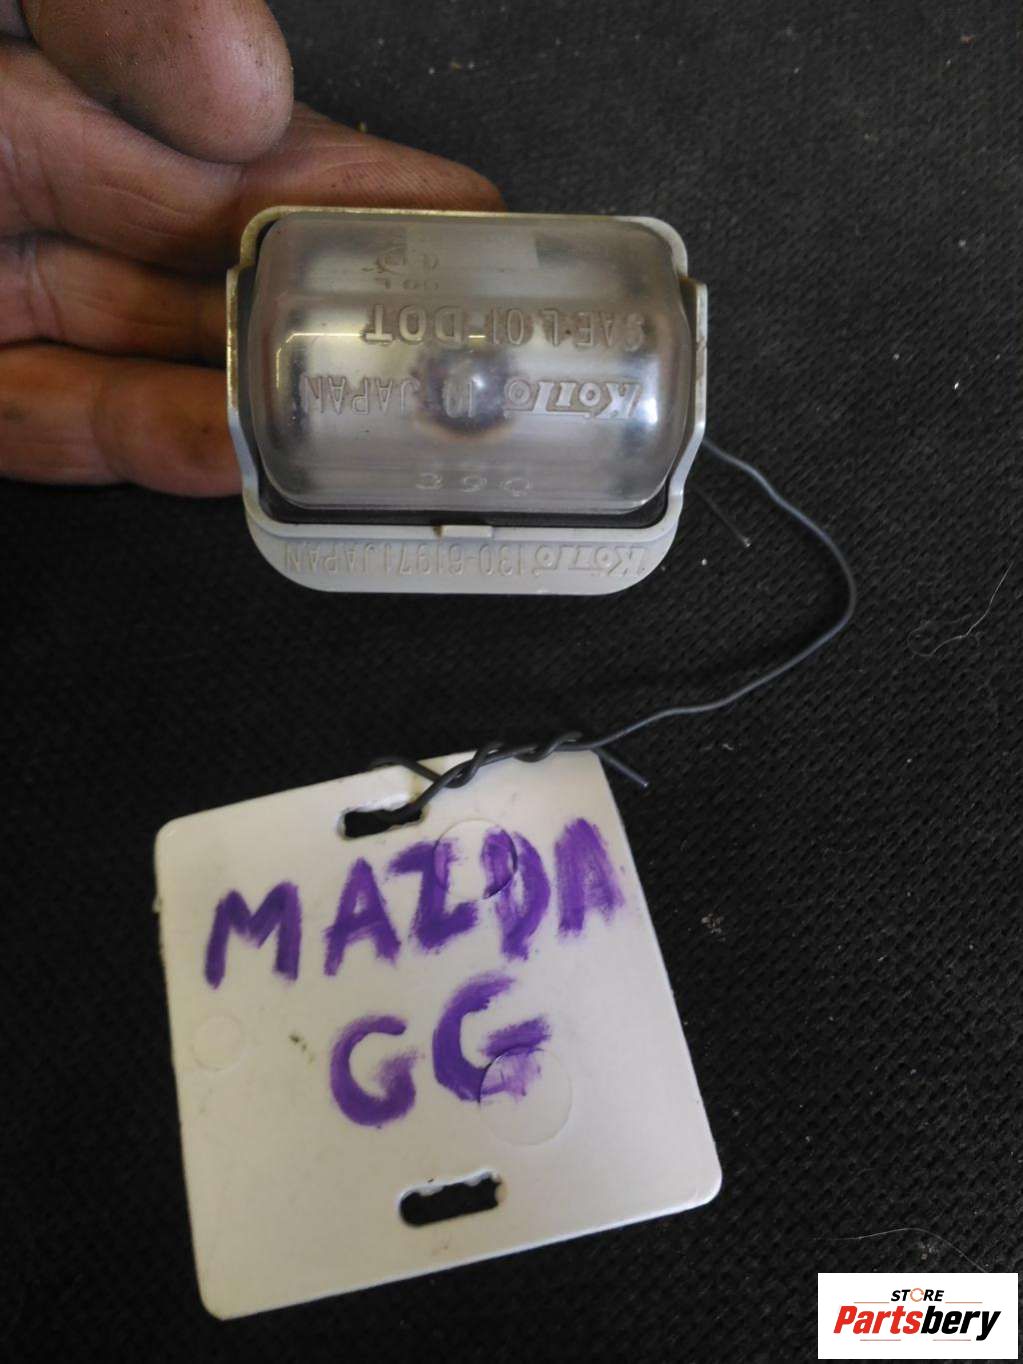 SAE-L 01-DOT
KOITO JAPAN
KOITO 130-61971 JAPAN
MAZDA
GG
STORE
Partsbery